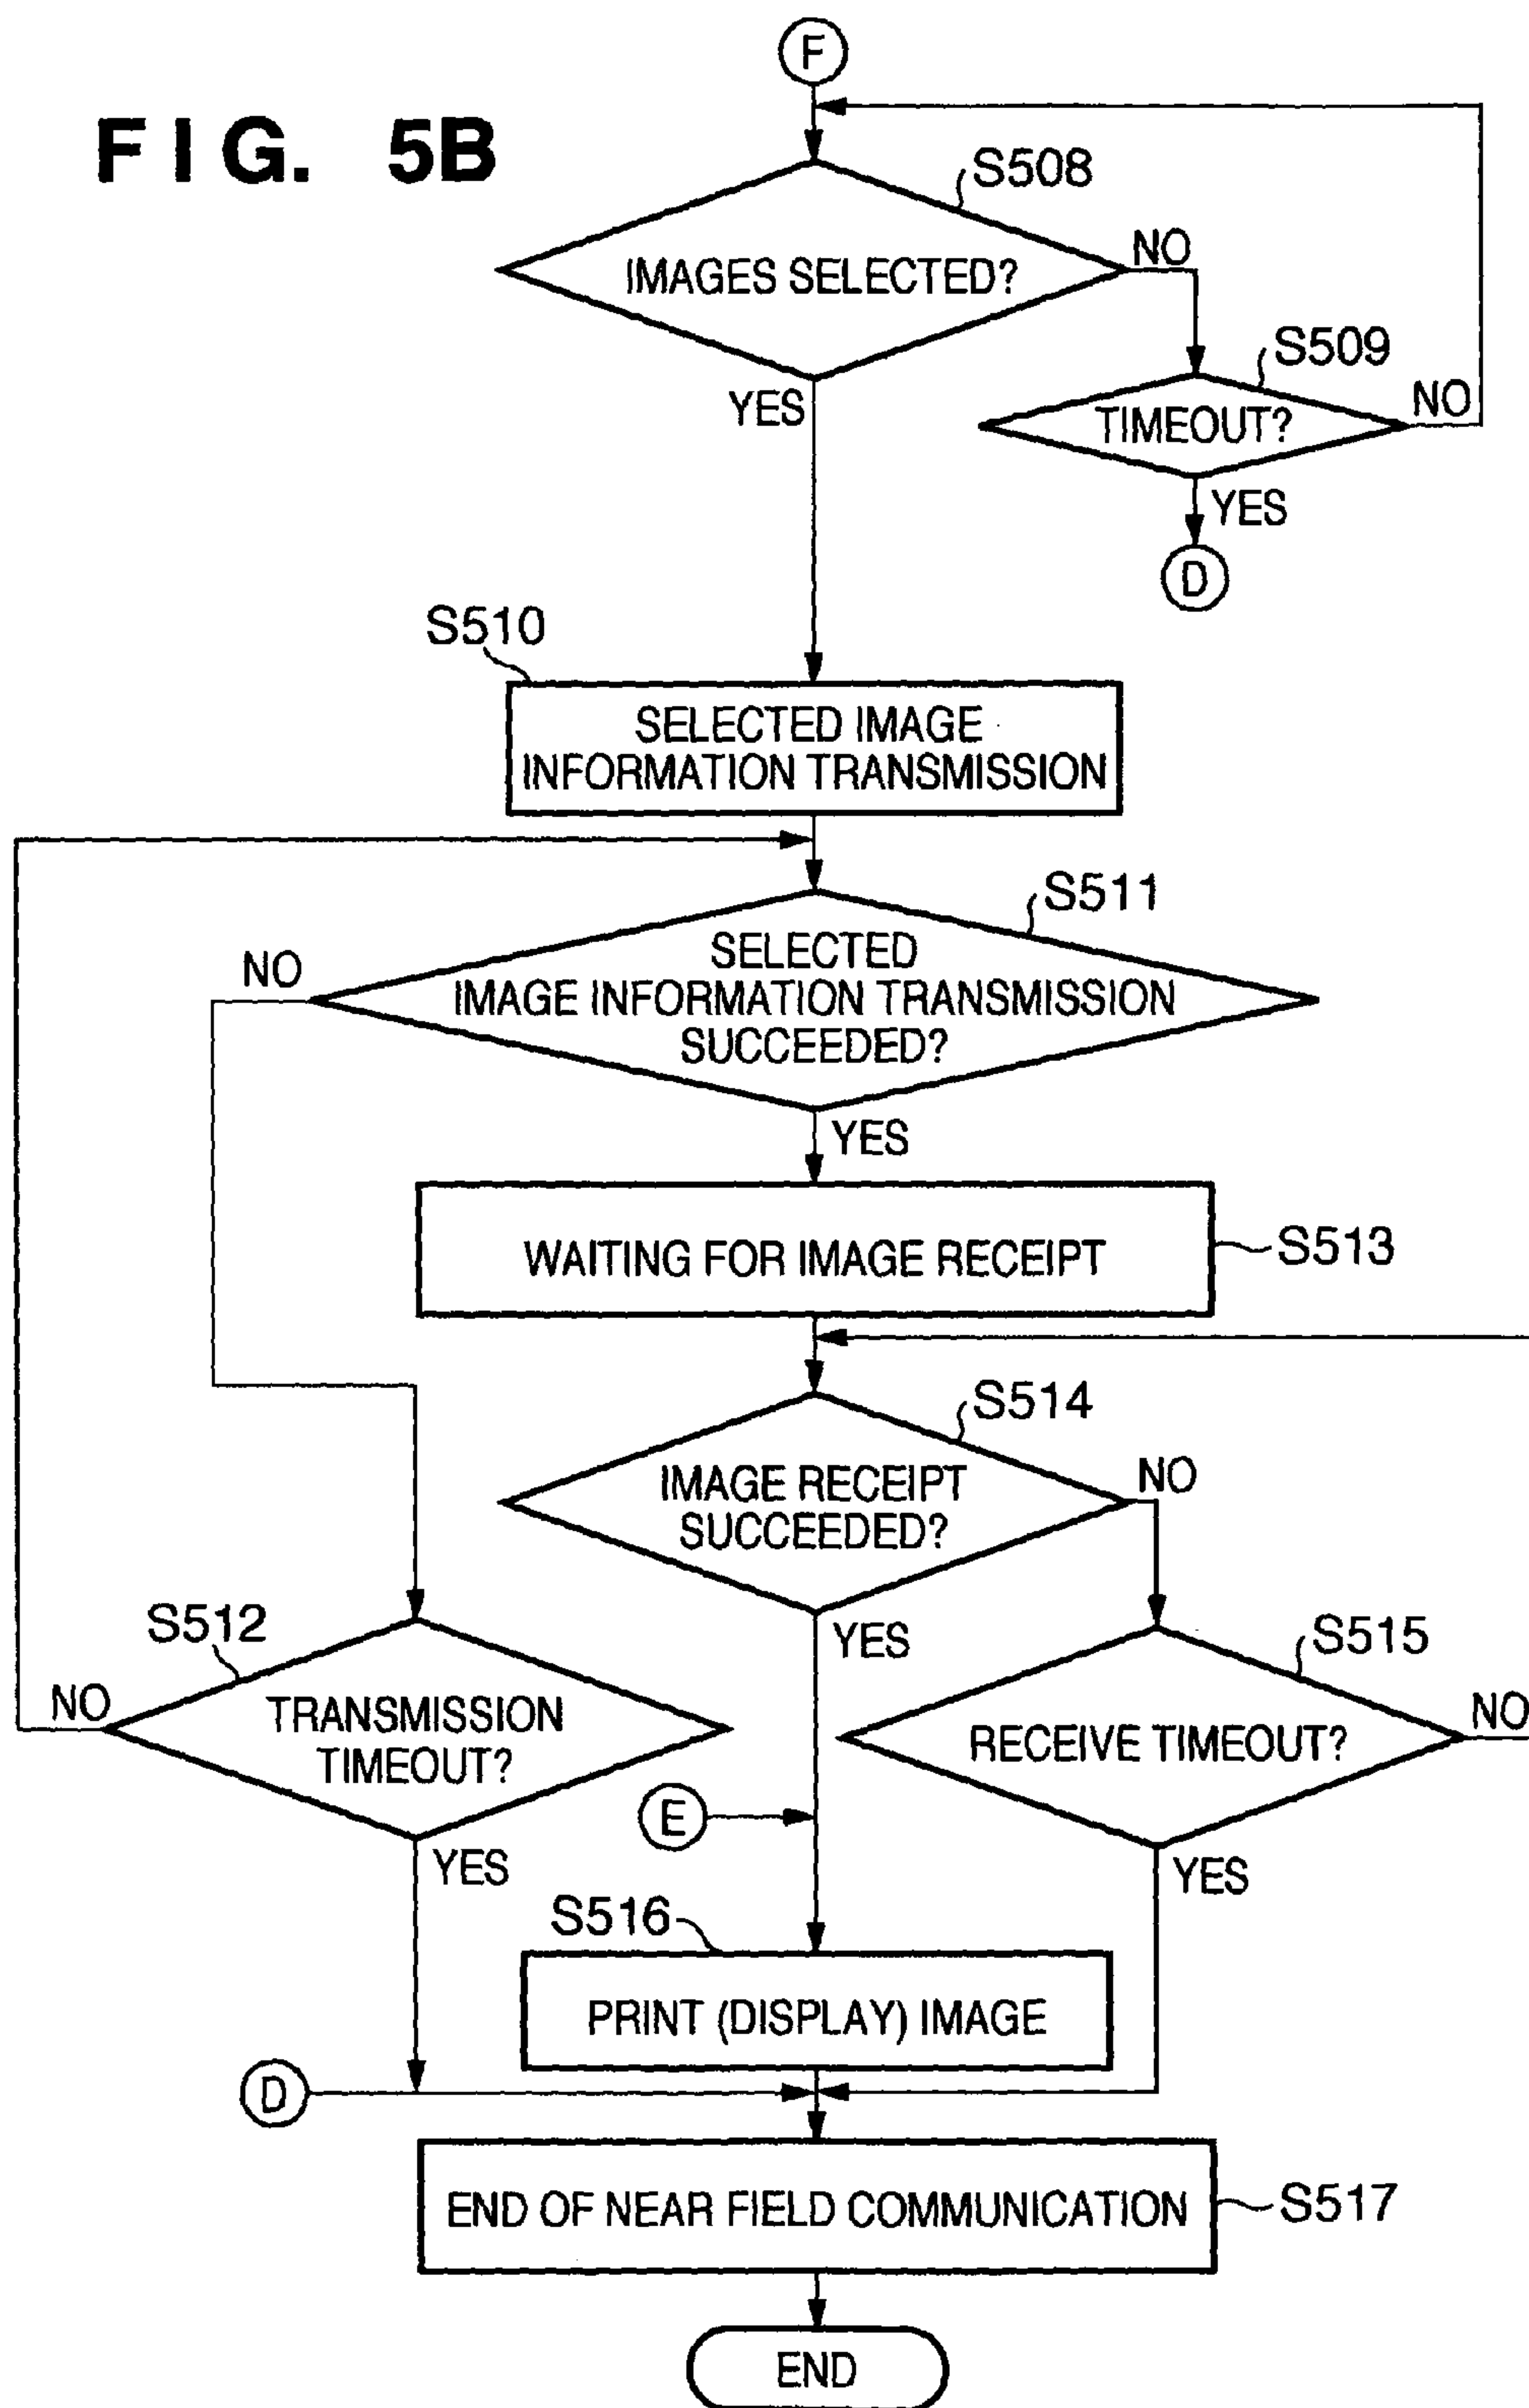 F
FIG. 5B
S508
IMAGES SELECTED?
NO
YES
S509
TIMEOUT?
NO
YES
D
S510
SELECTED IMAGE
INFORMATION TRANSMISSION
S511
NO
SELECTED
IMAGE INFORMATION TRANSMISSION
SUCCEEDED?
YES
WAITING FOR IMAGE RECEIPT
S513
S514
IMAGE RECEIPT
SUCCEEDED?
NO
YES
S512
NO
TRANSMISSION
TIMEOUT?
YES
S515
RECEIVE TIMEOUT?
NO
YES
E
S516
PRINT (DISPLAY) IMAGE
D
END OF NEAR FIELD COMMUNICATION
S517
END